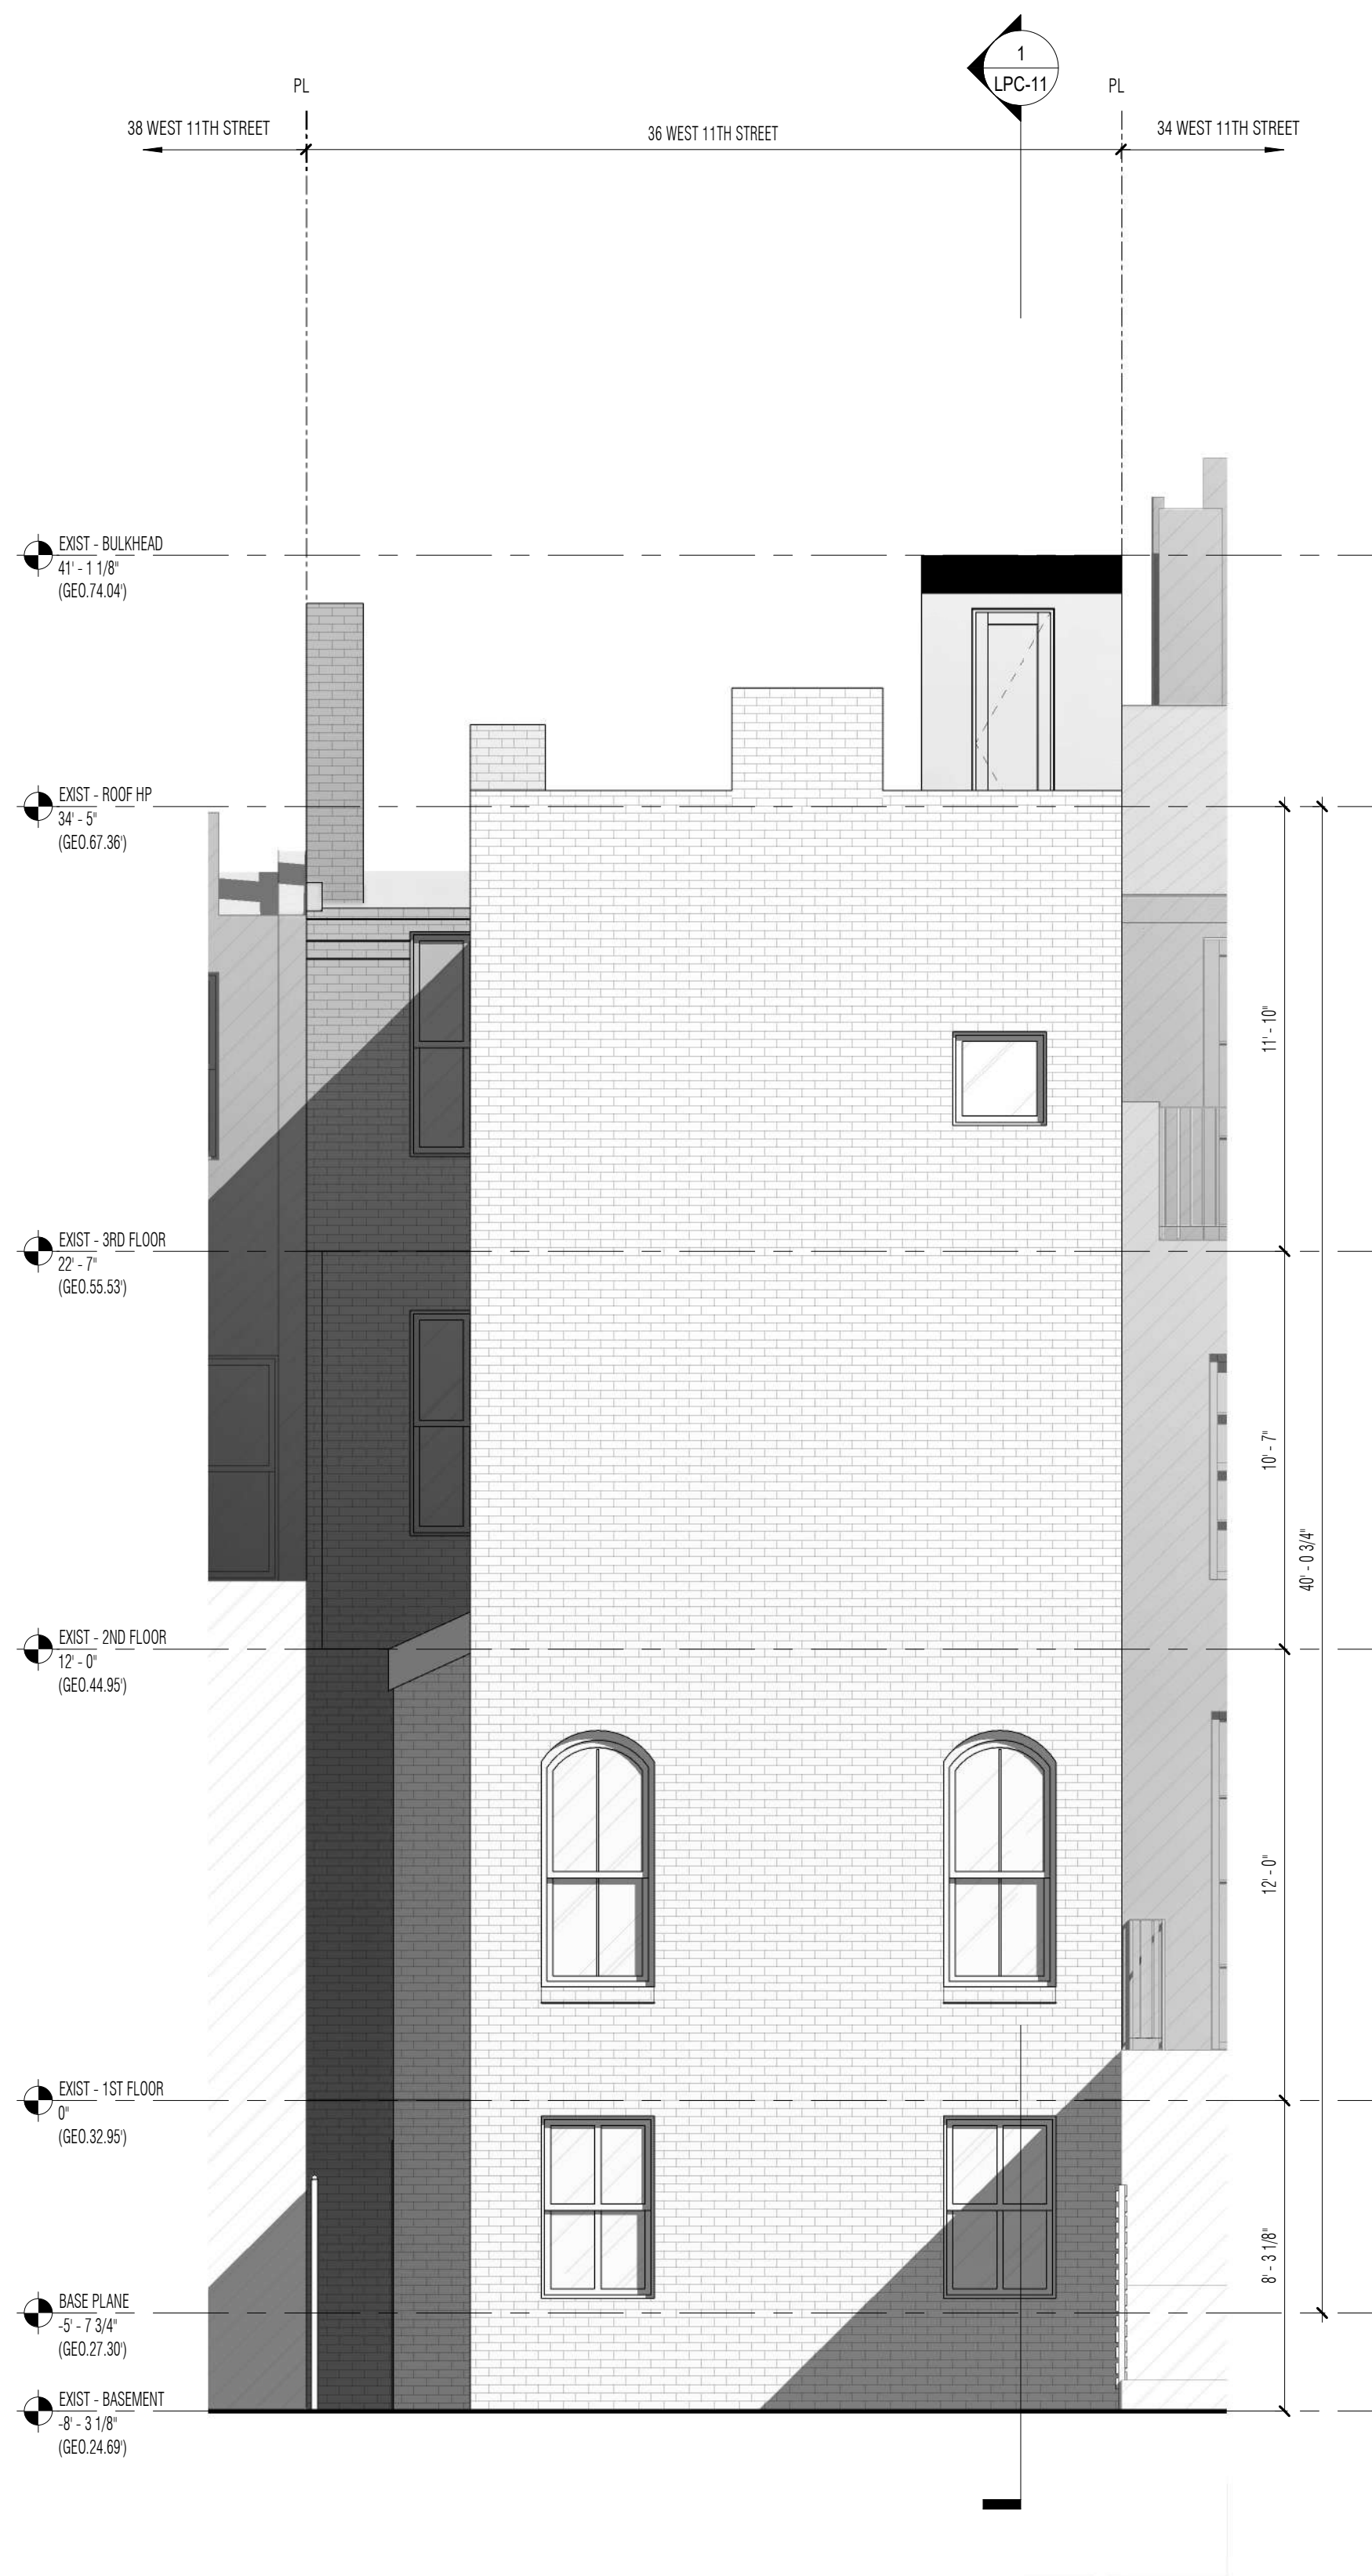 1
LPC-11
PL
PL
38 WEST 11TH STREET
36 WEST 11TH STREET
34 WEST 11TH STREET
EXIST - BULKHEAD
41' - 1 1/8"
(GEO.74.04')
EXIST - ROOF HP
34' - 5"
(GEO.67.36')
11' - 10"
EXIST - 3RD FLOOR
22' - 7"
(GEO.55.53')
10' - 7"
40' - 0 3/4"
EXIST - 2ND FLOOR
12' - 0"
(GEO.44.95')
12' - 0"
EXIST - 1ST FLOOR
0"
(GEO.32.95')
8' - 3 1/8"
BASE PLANE
-5' - 7 3/4"
(GEO.27.30')
EXIST - BASEMENT
-8' - 3 1/8"
(GEO.24.69')